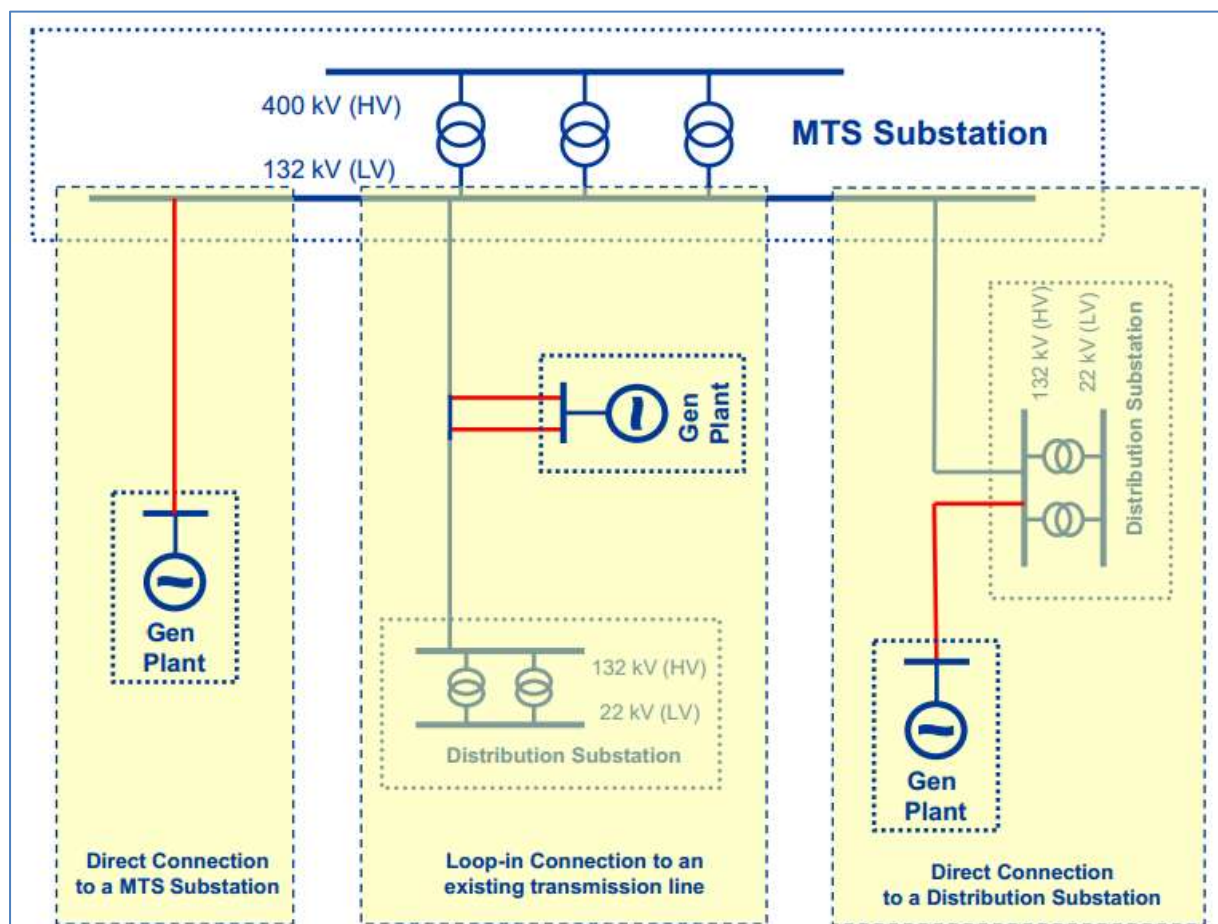 400 kV (HV)
MTS Substation
132 kV (LV)
Gen
Plant
Direct Connection
to a MTS Substation
Gen
Plant
132 kV (HV)
22 kV (LV)
Distribution Substation
Loop-in Connection to an
existing transmission line
132 kV (HV)
22 kV (LV)
Distribution Substation
Gen
Plant
Direct Connection
to a Distribution Substation